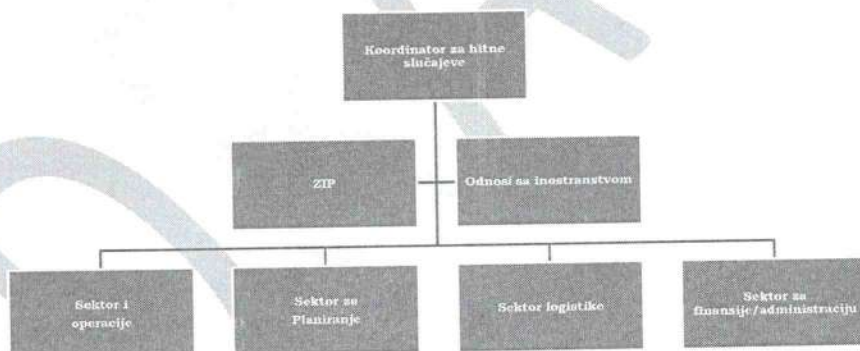 Koordinator za hitne
slučajeve
ZIP
Odnosi sa inostranstvom
Sektor i
operacije
Sektor za
Planiranje
Sektor logistike
Sektor za
finansije/administraciju